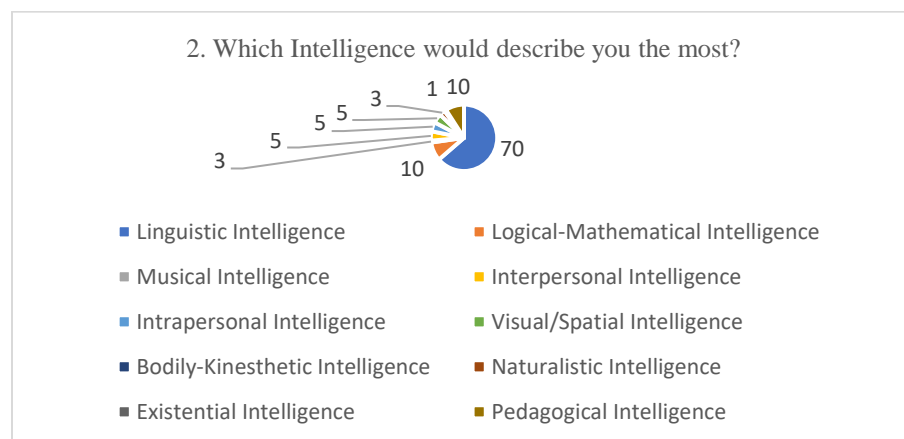 2. Which Intelligence would describe you the most?
1 10
3
5
5
5
3
70
10
Linguistic Intelligence
Logical-Mathematical Intelligence
Musical Intelligence
Interpersonal Intelligence
Intrapersonal Intelligence
Visual/Spatial Intelligence
Bodily-Kinesthetic Intelligence
Naturalistic Intelligence
Existential Intelligence
Pedagogical Intelligence